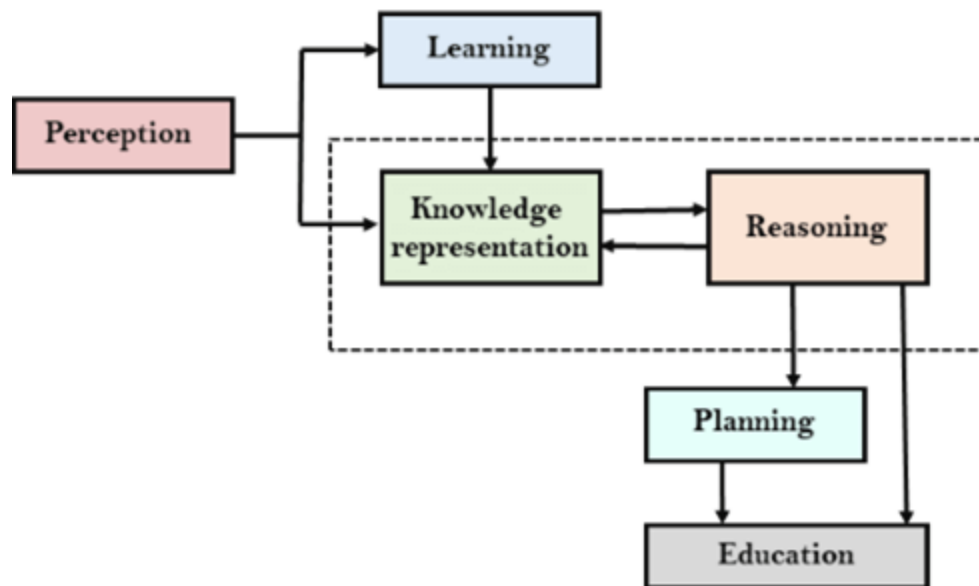 Learning
Perception
Knowledge
representation
Reasoning
Planning
Education